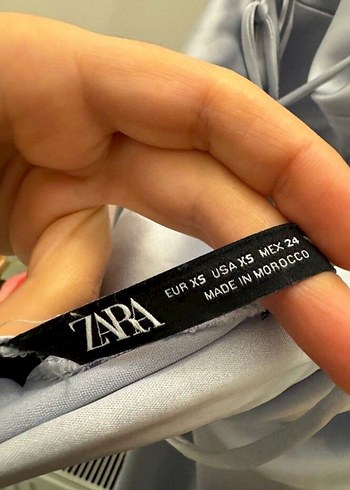 ZARA
EUR XS USA XS MEX 24
MADE IN MOROCCO